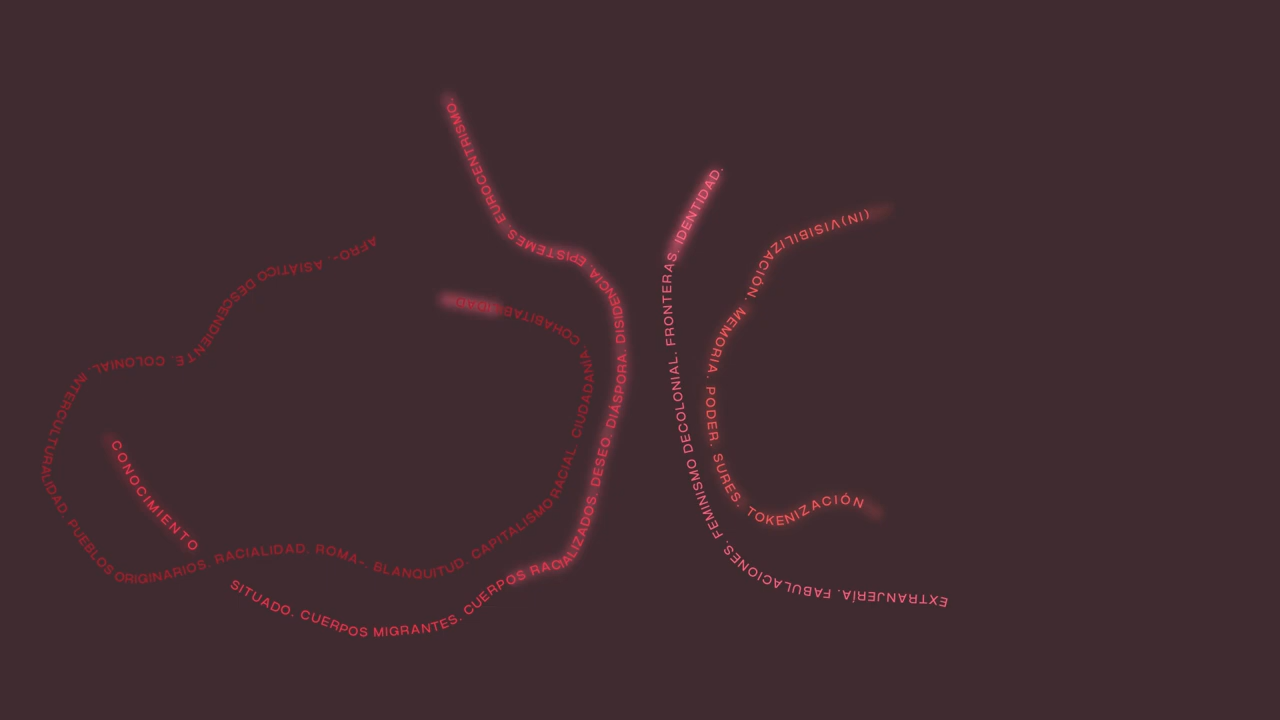 AFRO-. ASIÁTICO DESCENDIENTE. COLONIAL. INTERCULTURALIDAD. PUEBLOS ORIGINARIOS. RACIALIDAD. ROMA-. BLANQUITUD. CAPITALISMO RACIAL. CIUDADANÍA. COHABITABILIDAD
CONOCIMIENTO SITUADO. CUERPOS MIGRANTES. CUERPOS RACIALIZADOS. DESEO. DIÁSPORA. DISIDENCIA. EPISTEMES. EUROCENTRISMO.
EXTRANJERÍA. FABULACIONES. FEMINISMO DECOLONIAL. FRONTERAS. IDENTIDAD.
(IN)VISIBILIZACIÓN. MEMORIA. PODER. SURES. TOKENIZACIÓN